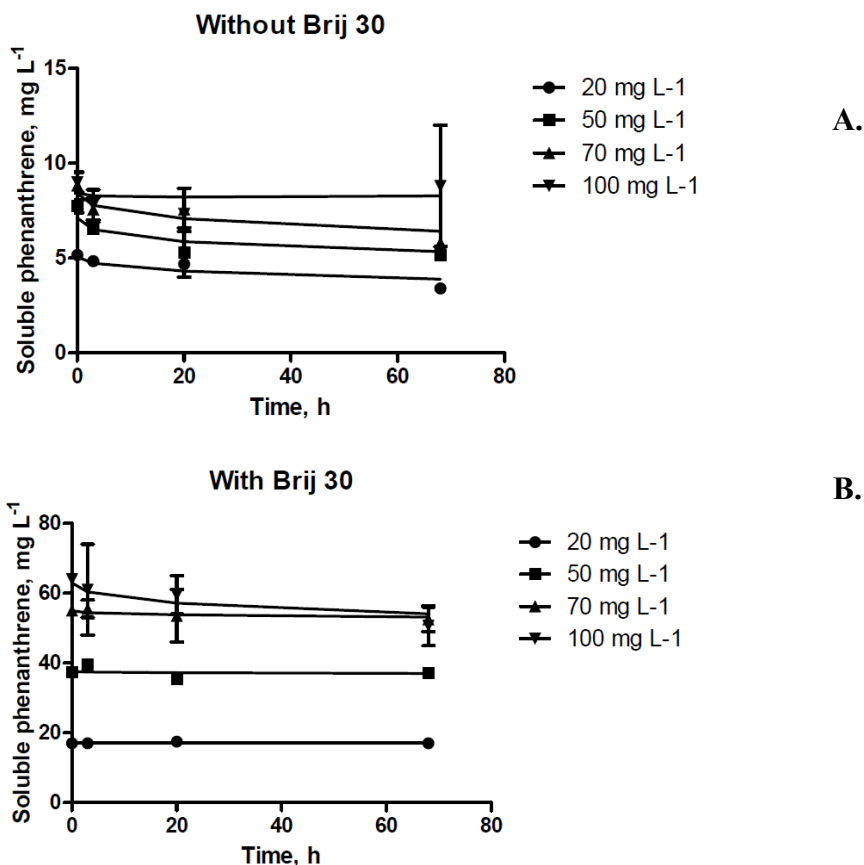 Without Brij 30
A.
Soluble phenanthrene, mg L-1
15
10
5
0
0 20 40 60 80
Time, h
20 mg L-1
50 mg L-1
70 mg L-1
100 mg L-1
With Brij 30
B.
Soluble phenanthrene, mg L-1
80
60
40
20
0
0 20 40 60 80
Time, h
20 mg L-1
50 mg L-1
70 mg L-1
100 mg L-1